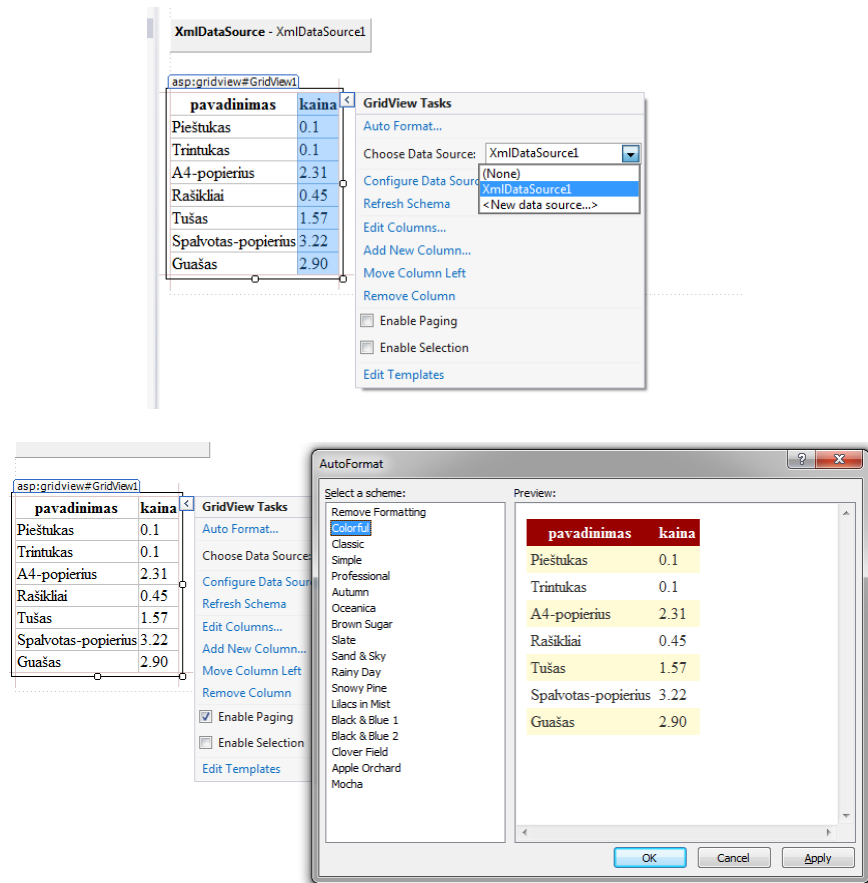 XmlDataSource - XmlDataSource1
asp:gridview#GridView1
pavadinimas kaina
Pieštukas 0.1
Trintukas 0.1
A4-popierius 2.31
Rašikliai 0.45
Tušas 1.57
Spalvotas-popierius 3.22
Guašas 2.90
GridView Tasks
Auto Format...
Choose Data Source: XmlDataSource1
(None)
XmlDataSource1
<New data source...>
Configure Data Sourc
Refresh Schema
Edit Columns...
Add New Column...
Move Column Left
Remove Column
Enable Paging
Enable Selection
Edit Templates
asp:gridview#GridView1
pavadinimas kaina
Pieštukas 0.1
Trintukas 0.1
A4-popierius 2.31
Rašikliai 0.45
Tušas 1.57
Spalvotas-popierius 3.22
Guašas 2.90
GridView Tasks
Auto Format...
Choose Data Source:
Configure Data Sour
Refresh Schema
Edit Columns...
Add New Column...
Move Column Left
Remove Column
Enable Paging
Enable Selection
Edit Templates
AutoFormat
Select a scheme:
Remove Formatting
Colorful
Classic
Simple
Professional
Autumn
Oceanica
Brown Sugar
Slate
Sand & Sky
Rainy Day
Snowy Pine
Lilacs in Mist
Black & Blue 1
Black & Blue 2
Clover Field
Apple Orchard
Mocha
Preview:
pavadinimas kaina
Pieštukas 0.1
Trintukas 0.1
A4-popierius 2.31
Rašikliai 0.45
Tušas 1.57
Spalvotas-popierius 3.22
Guašas 2.90
OK Cancel Apply